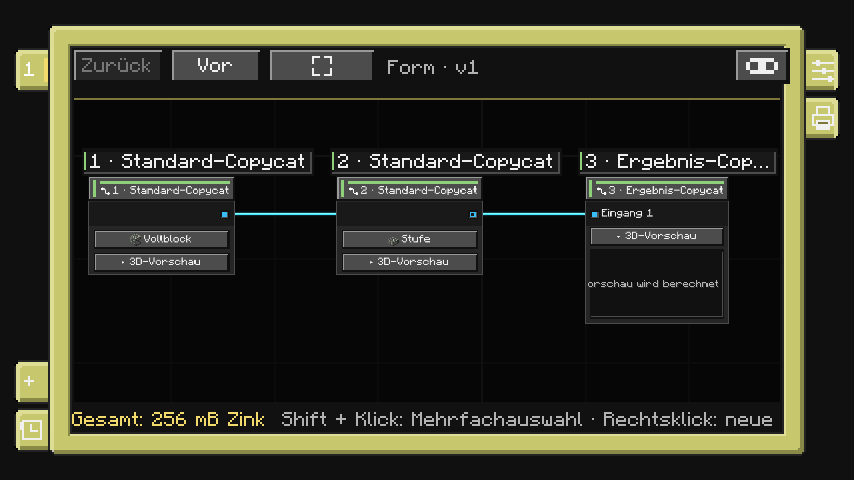 1
Zurück
Vor
Form · v1
1 · Standard-Copycat
2 · Standard-Copycat
3 · Ergebnis-Cop...
1 · Standard-Copycat
2 · Standard-Copycat
3 · Ergebnis-Copycat
Eingang 1
Vollblock
Stufe
3D-Vorschau
3D-Vorschau
3D-Vorschau
orschau wird berechnet
+
Gesamt: 256 mB Zink
Shift + Klick: Mehrfachauswahl · Rechtsklick: neue